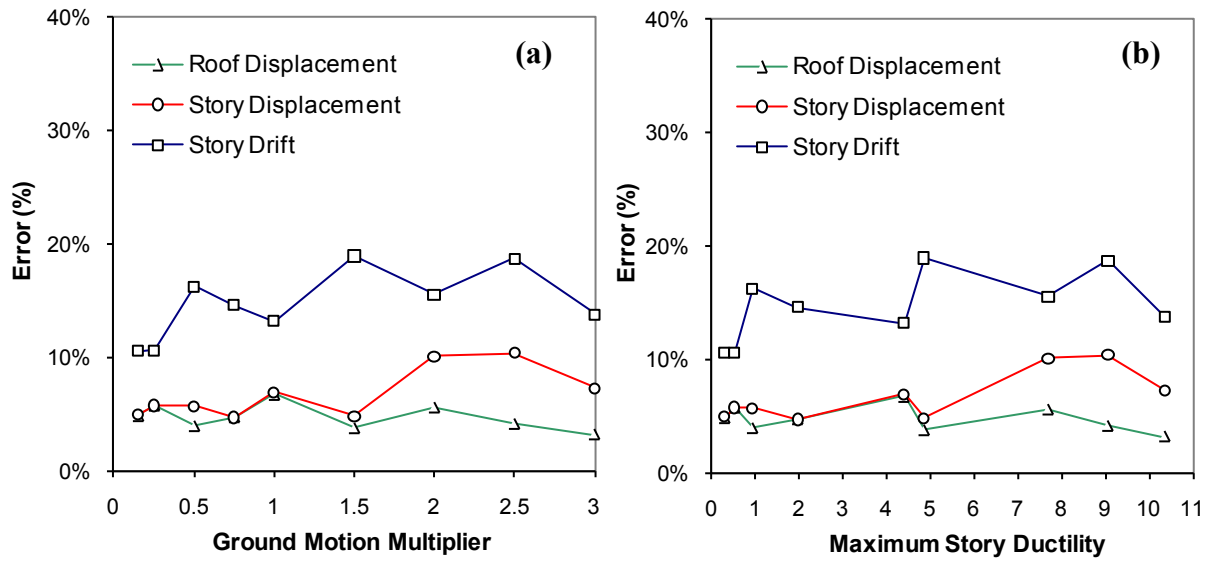 (a)
Roof Displacement
Story Displacement
Story Drift
Error (%)
40%
30%
20%
10%
0%
0 0.5 1 1.5 2 2.5 3
Ground Motion Multiplier
(b)
Roof Displacement
Story Displacement
Story Drift
Error (%)
40%
30%
20%
10%
0%
0 1 2 3 4 5 6 7 8 9 10 11
Maximum Story Ductility